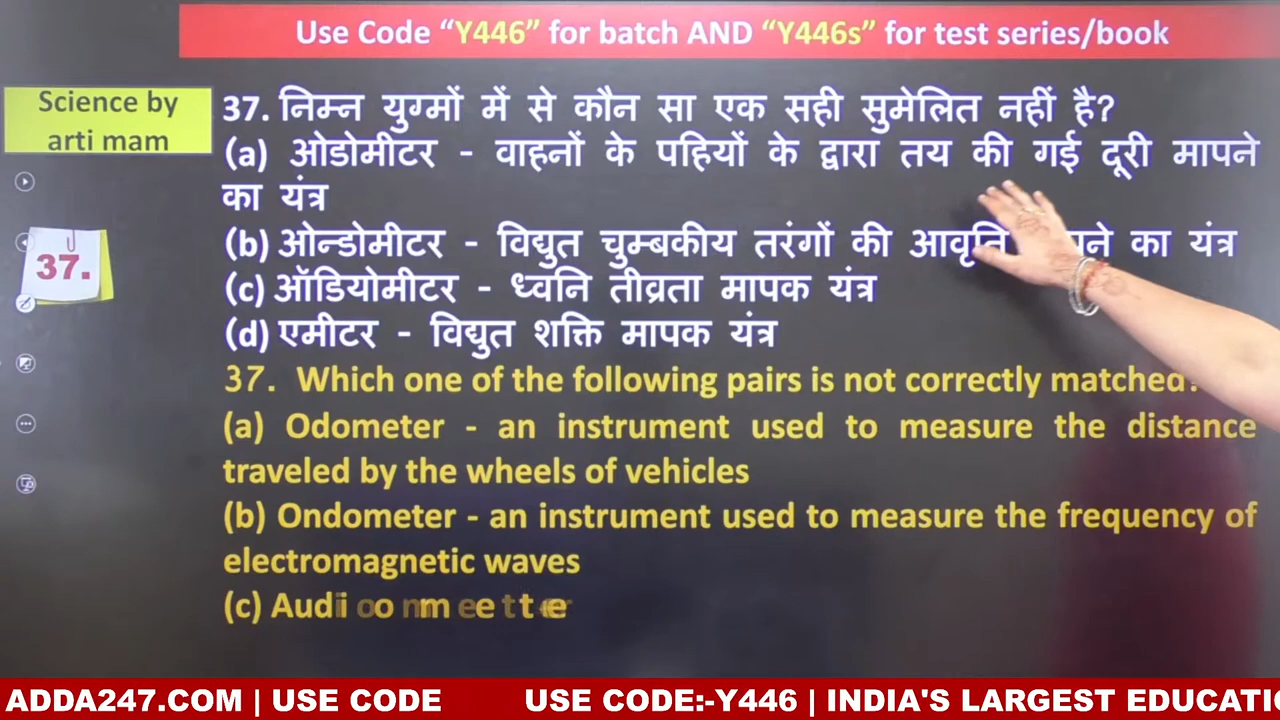 Use Code “Y446” for batch AND “Y446s” for test series/book
Science by
arti mam
37.
37. निम्न युग्मों में से कौन सा एक सही सुमेलित नहीं है?
(a) ओडोमीटर - वाहनों के पहियों के द्वारा तय की गई दूरी मापने
का यंत्र
(b) ओन्डोमीटर - विद्युत चुम्बकीय तरंगों की आवृति का यंत्र
(c) ऑडियोमीटर - ध्वनि तीव्रता मापक यंत्र
(d) एमीटर - विद्युत शक्ति मापक यंत्र
37. Which one of the following pairs is not correctly matched?
(a) Odometer - an instrument used to measure the distance
traveled by the wheels of vehicles
(b) Ondometer - an instrument used to measure the frequency of
electromagnetic waves
(c)
ADDA247.COM | USE CODE USE CODE:-Y446 | INDIA'S LARGEST EDUCATI